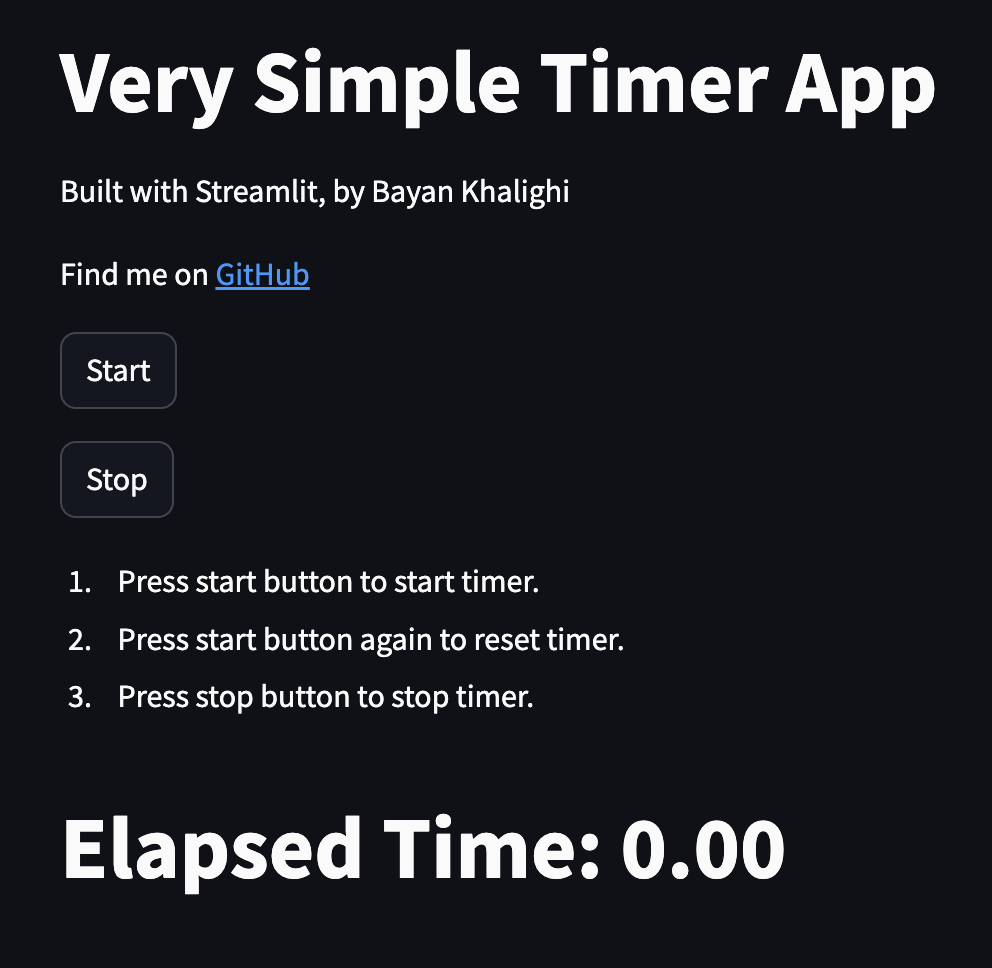 Very Simple Timer App
Built with Streamlit, by Bayan Khalighi
Find me on GitHub
Start
Stop
1. Press start button to start timer.
2. Press start button again to reset timer.
3. Press stop button to stop timer.
Elapsed Time: 0.00